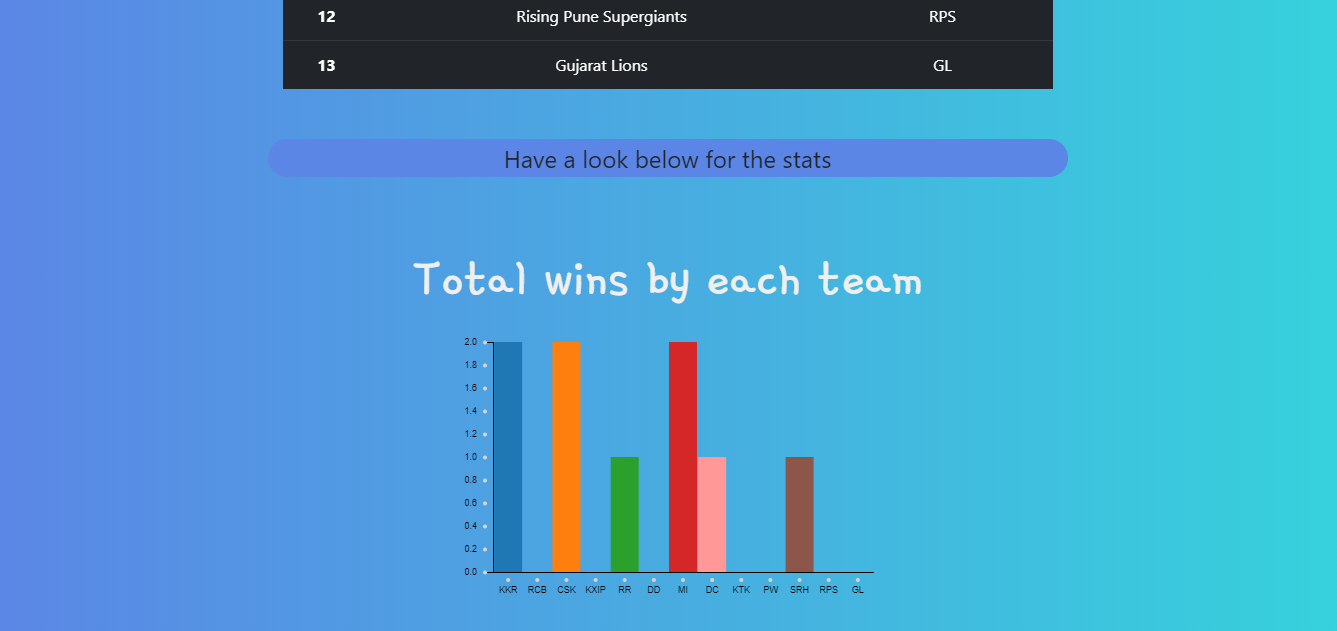 12 Rising Pune Supergiants RPS
13 Gujarat Lions GL
Have a look below for the stats
Total wins by each team
2.0
1.8
1.6
1.4
1.2
1.0
0.8
0.6
0.4
0.2
0.0
KKR RCB CSK KXIP RR DD MI DC KTK PW SRH RPS GL